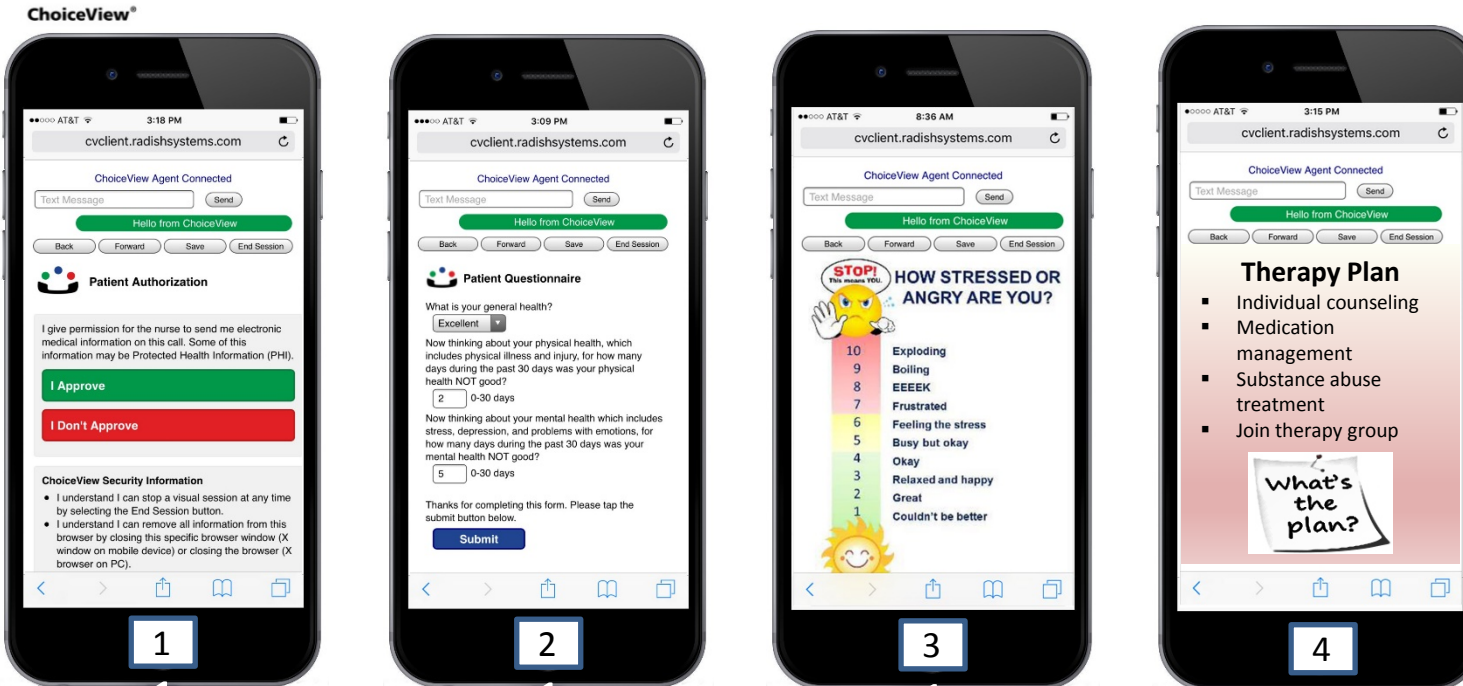 ChoiceView®
●●○○○ AT&T 3:18 PM
cvclient.radishsystems.com
ChoiceView Agent Connected
Text Message Send
Hello from ChoiceView
Back Forward Save End Session
Patient Authorization
I give permission for the nurse to send me electronic
medical information on this call. Some of this
information may be Protected Health Information (PHI).
I Approve
I Don't Approve
ChoiceView Security Information
• I understand I can stop a visual session at any time
by selecting the End Session button.
• I understand I can remove all information from this
browser by closing this specific browser window (X
window on mobile device) or closing the browser (X
browser on PC).
1
●●●○○ AT&T 3:09 PM
cvclient.radishsystems.com
ChoiceView Agent Connected
Text Message Send
Hello from ChoiceView
Back Forward Save End Session
Patient Questionnaire
What is your general health?
Excellent
Now thinking about your physical health, which
includes physical illness and injury, for how many
days during the past 30 days was your physical
health NOT good?
2 0-30 days
Now thinking about your mental health which includes
stress, depression, and problems with emotions, for
how many days during the past 30 days was your
mental health NOT good?
5 0-30 days
Thanks for completing this form. Please tap the
submit button below.
Submit
2
●●○○○ AT&T 8:36 AM
cvclient.radishsystems.com
ChoiceView Agent Connected
Text Message Send
Hello from ChoiceView
Back Forward Save End Session
STOP!
This means YOU.
HOW STRESSED OR
ANGRY ARE YOU?
10 Exploding
9 Boiling
8 EEEEK
7 Frustrated
6 Feeling the stress
5 Busy but okay
4 Okay
3 Relaxed and happy
2 Great
1 Couldn't be better
3
●○○○○ AT&T 3:15 PM
cvclient.radishsystems.com
ChoiceView Agent Connected
Text Message Send
Hello from ChoiceView
Back Forward Save End Session
Therapy Plan
▪ Individual counseling
▪ Medication
management
▪ Substance abuse
treatment
▪ Join therapy group
What's
the
plan?
4